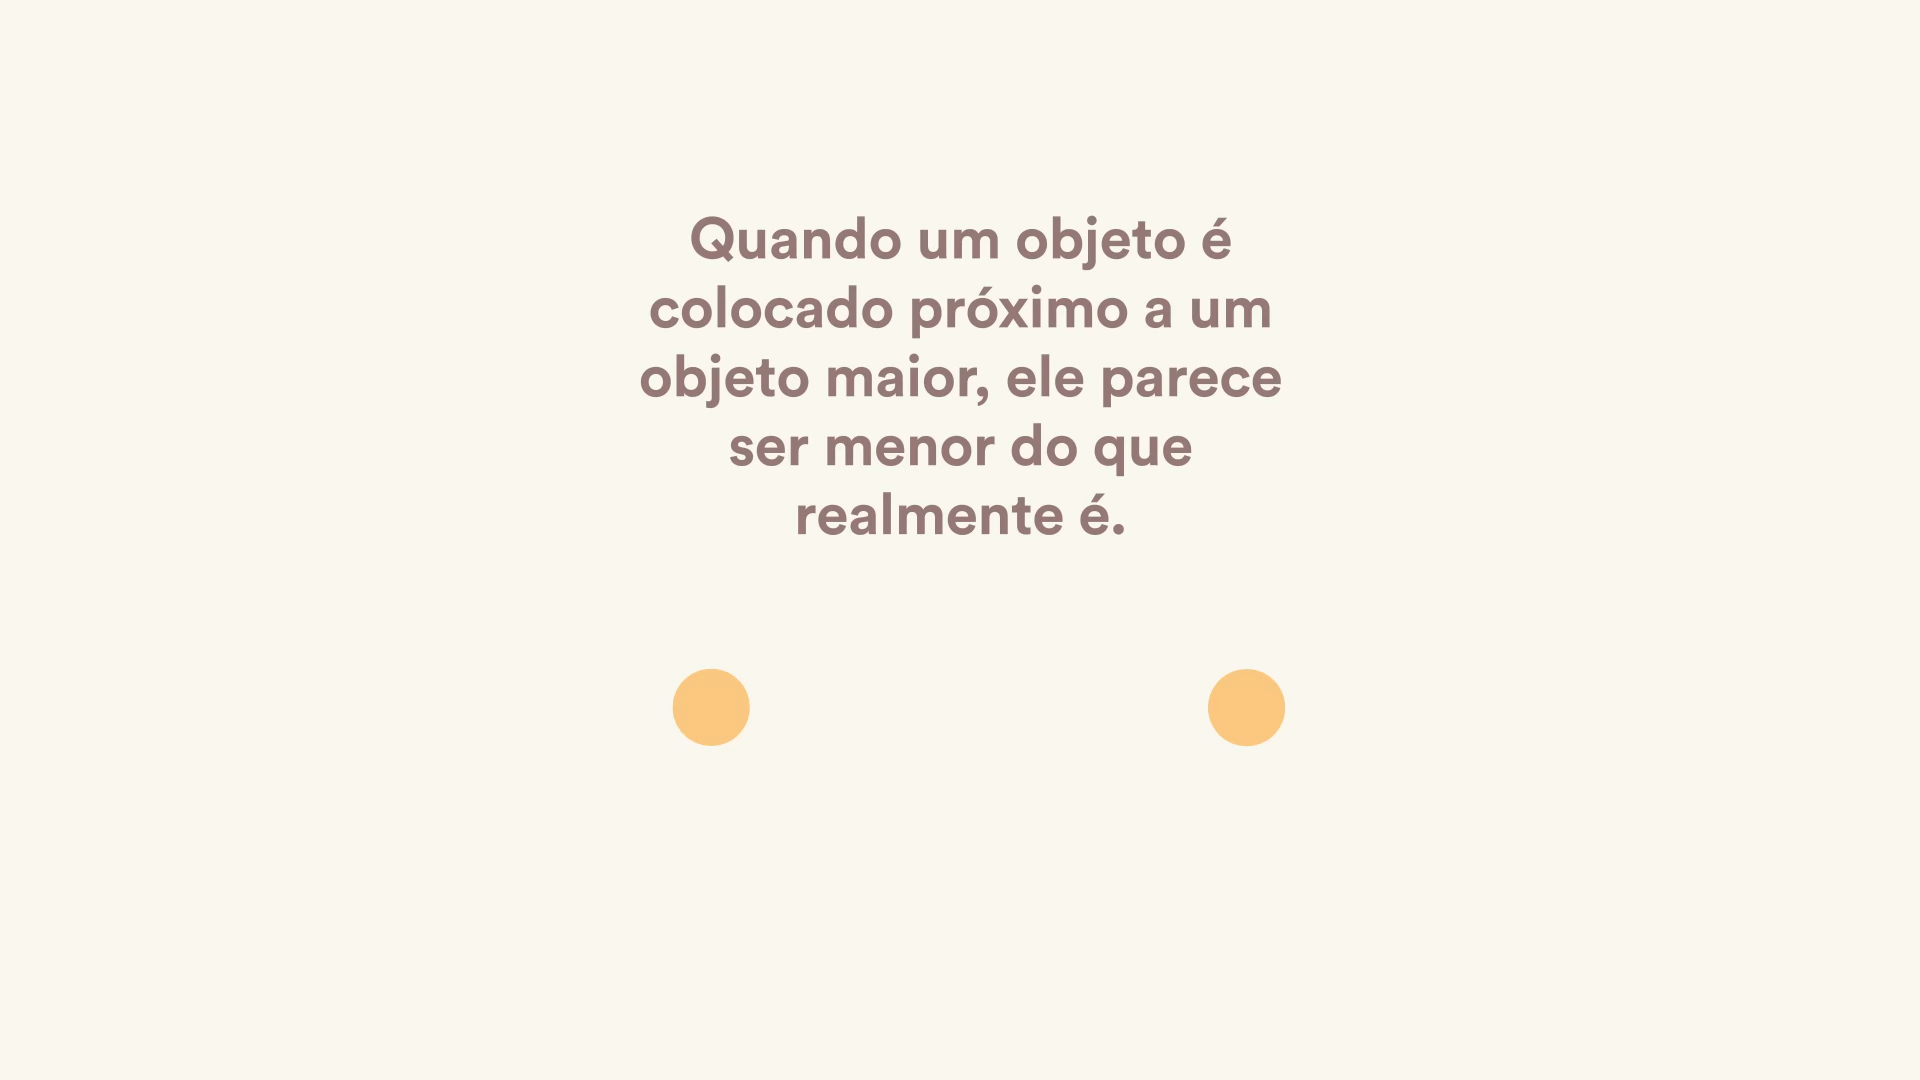 Quando um objeto é
colocado próximo a um
objeto maior, ele parece
ser menor do que
realmente é.